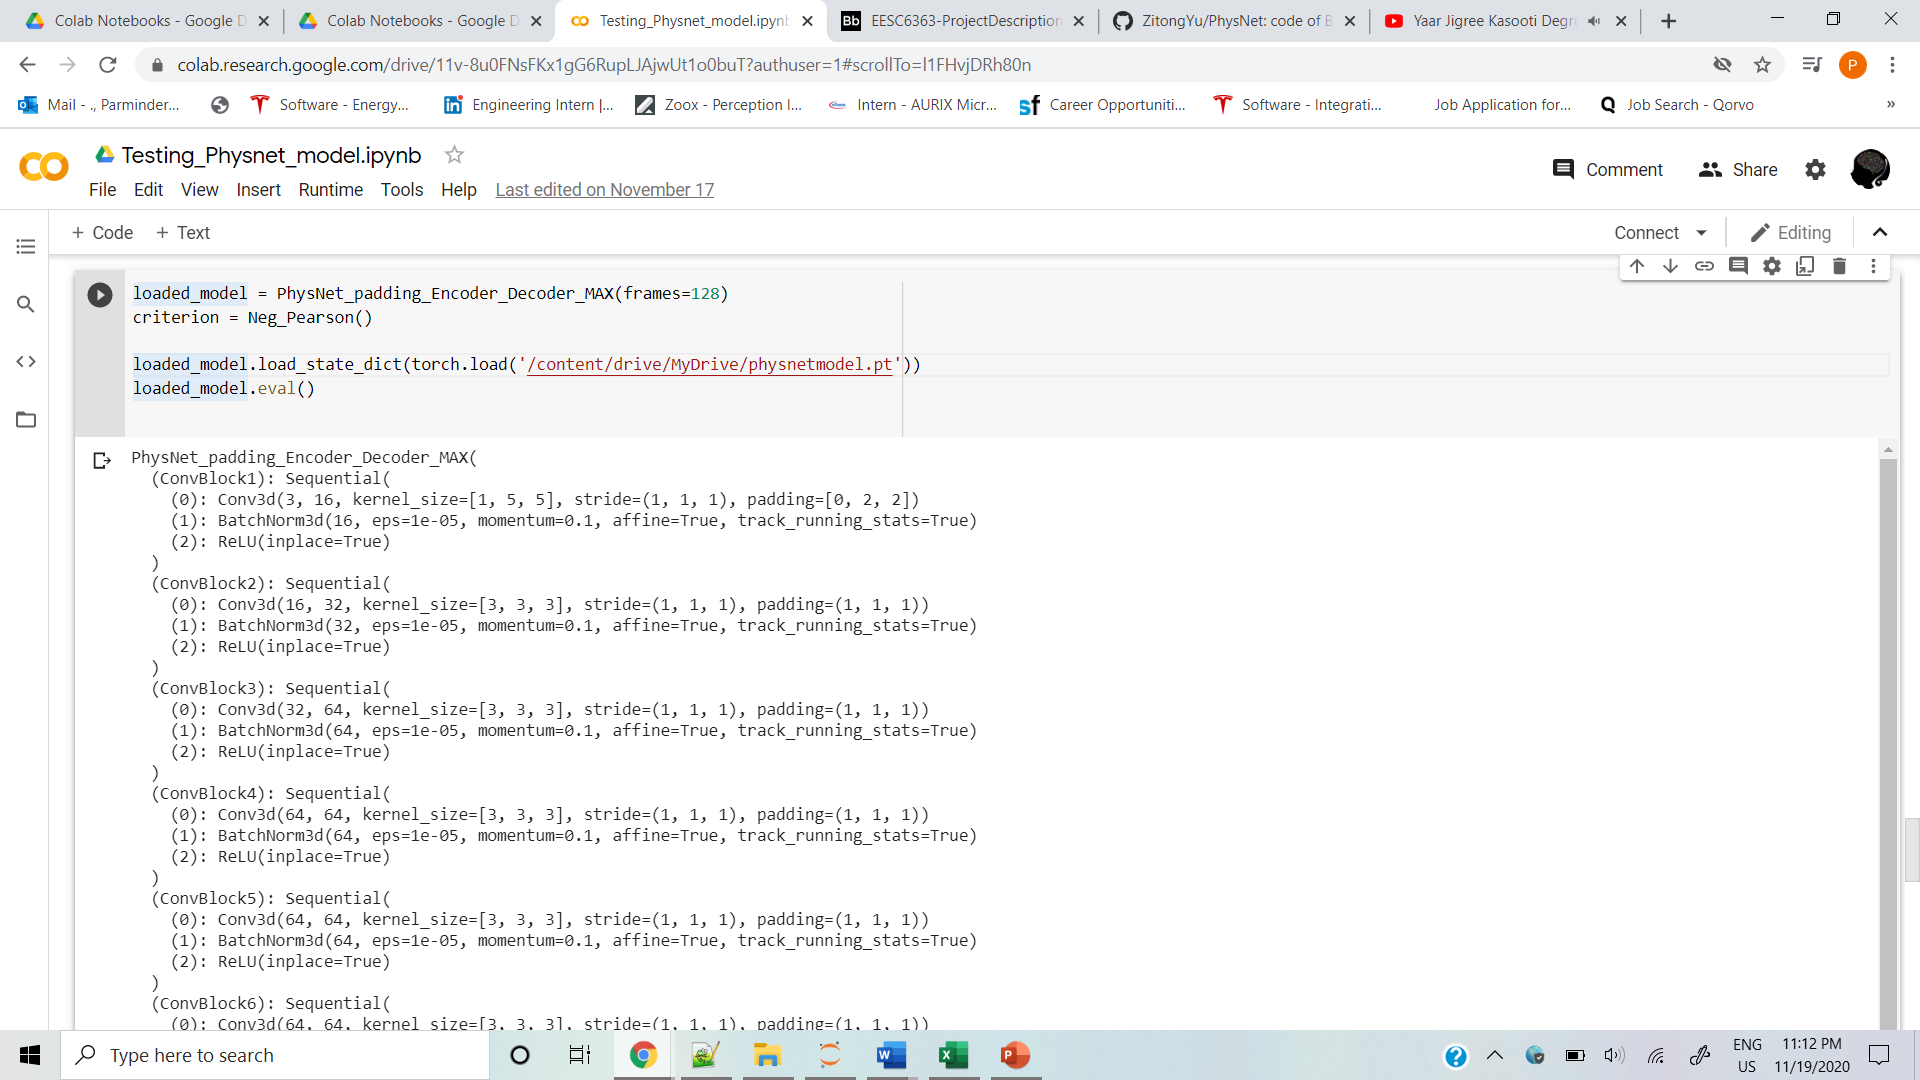 Colab Notebooks - Google D
Colab Notebooks - Google D
Testing_Physnet_model.ipynb
Bb EESC6363-ProjectDescription
ZitongYu/PhysNet: code of B
Yaar Jigree Kasooti Degre
colab.research.google.com/drive/11v-8u0FNsFKx1gG6RupLJAjwUt1o0buT?authuser=1#scrollTo=l1FHvjDRh80n
P
Mail - ., Parminder...
Software - Energy...
Engineering Intern |...
Zoox - Perception I...
Intern - AURIX Micr...
Career Opportuniti...
Software - Integrati...
Job Application for...
Job Search - Qorvo
»
Testing_Physnet_model.ipynb
Comment
Share
File Edit View Insert Runtime Tools Help Last edited on November 17
+ Code + Text
Connect
Editing
loaded_model = PhysNet_padding_Encoder_Decoder_MAX(frames=128)
criterion = Neg_Pearson()
loaded_model.load_state_dict(torch.load('/content/drive/MyDrive/physnetmodel.pt'))
loaded_model.eval()
PhysNet_padding_Encoder_Decoder_MAX(
(ConvBlock1): Sequential(
(0): Conv3d(3, 16, kernel_size=[1, 5, 5], stride=(1, 1, 1), padding=[0, 2, 2])
(1): BatchNorm3d(16, eps=1e-05, momentum=0.1, affine=True, track_running_stats=True)
(2): ReLU(inplace=True)
)
(ConvBlock2): Sequential(
(0): Conv3d(16, 32, kernel_size=[3, 3, 3], stride=(1, 1, 1), padding=(1, 1, 1))
(1): BatchNorm3d(32, eps=1e-05, momentum=0.1, affine=True, track_running_stats=True)
(2): ReLU(inplace=True)
)
(ConvBlock3): Sequential(
(0): Conv3d(32, 64, kernel_size=[3, 3, 3], stride=(1, 1, 1), padding=(1, 1, 1))
(1): BatchNorm3d(64, eps=1e-05, momentum=0.1, affine=True, track_running_stats=True)
(2): ReLU(inplace=True)
)
(ConvBlock4): Sequential(
(0): Conv3d(64, 64, kernel_size=[3, 3, 3], stride=(1, 1, 1), padding=(1, 1, 1))
(1): BatchNorm3d(64, eps=1e-05, momentum=0.1, affine=True, track_running_stats=True)
(2): ReLU(inplace=True)
)
(ConvBlock5): Sequential(
(0): Conv3d(64, 64, kernel_size=[3, 3, 3], stride=(1, 1, 1), padding=(1, 1, 1))
(1): BatchNorm3d(64, eps=1e-05, momentum=0.1, affine=True, track_running_stats=True)
(2): ReLU(inplace=True)
)
(ConvBlock6): Sequential(
(0): Conv3d(64, 64, kernel_size=[3, 3, 3], stride=(1, 1, 1), padding=(1, 1, 1))
Type here to search
ENG
US
11:12 PM
11/19/2020